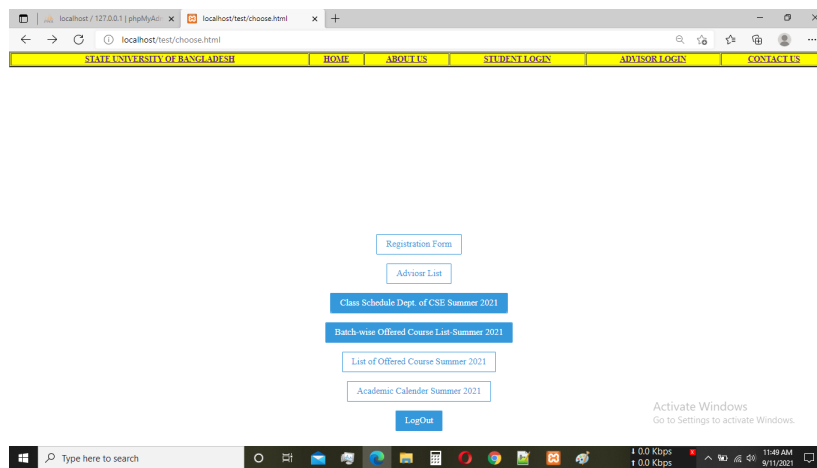 localhost / 127.0.0.1 | phpMyAd
localhost/test/choose.html
localhost/test/choose.html
STATE UNIVERSITY OF BANGLADESH HOME ABOUT US STUDENT LOGIN ADVISOR LOGIN CONTACT US
Registration Form
Adviour List
Class Schedule Dept. of CSE Summer 2021
Batch-wise Offered Course List-Summer 2021
List of Offered Course Summer 2021
Academic Calender Summer 2021
LogOut
Activate Windows
Go to Settings to activate Windows.
Type here to search
0.0 Kbps
0.0 Kbps
11:49 AM
9/11/2021